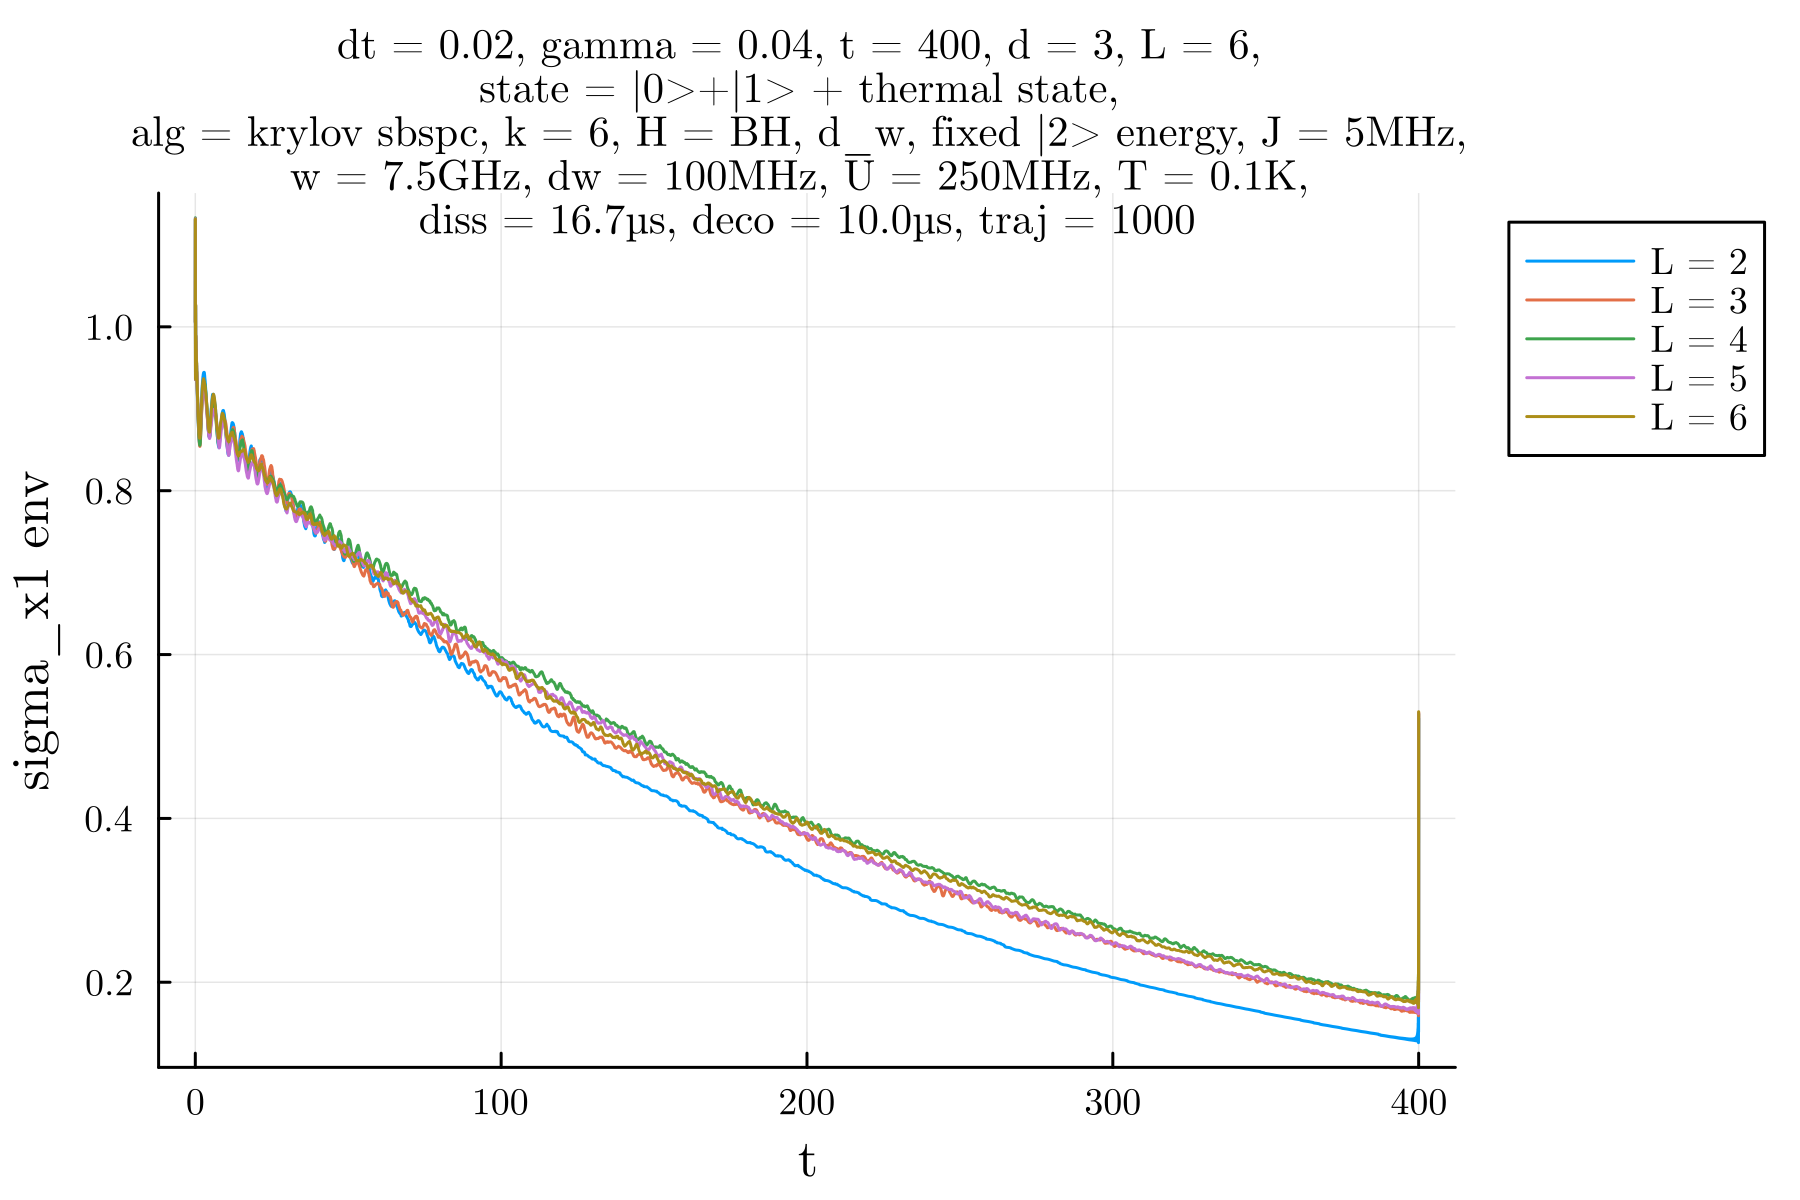 dt = 0.02, gamma = 0.04, t = 400, d = 3, L = 6,
state = |0>+|1> + thermal state,
alg = krylov sbspc, k = 6, H = BH, d_w, fixed |2> energy, J = 5MHz,
w = 7.5GHz, dw = 100MHz, U = 250MHz, T = 0.1K,
diss = 16.7µs, deco = 10.0µs, traj = 1000
L = 2
L = 3
L = 4
L = 5
L = 6
sigma_x1 env
1.0
0.8
0.6
0.4
0.2
0 100 200 300 400
t